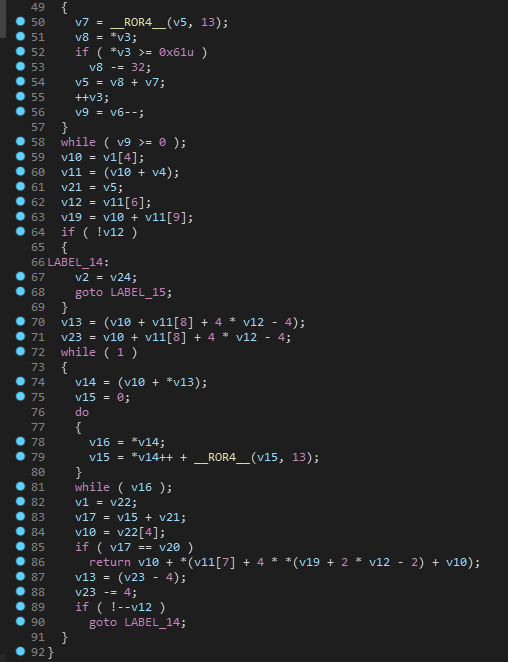 49 {
50 v7 = __ROR4__(v5, 13);
51 v8 = *v3;
52 if ( *v3 >= 0x61u )
53 v8 -= 32;
54 v5 = v8 + v7;
55 ++v3;
56 v9 = v6--;
57 }
58 while ( v9 >= 0 );
59 v10 = v1[4];
60 v11 = (v10 + v4);
61 v21 = v5;
62 v12 = v11[6];
63 v19 = v10 + v11[9];
64 if ( !v12 )
65 {
66 LABEL_14:
67 v2 = v24;
68 goto LABEL_15;
69 }
70 v13 = (v10 + v11[8] + 4 * v12 - 4);
71 v23 = v10 + v11[8] + 4 * v12 - 4;
72 while ( 1 )
73 {
74 v14 = (v10 + *v13);
75 v15 = 0;
76 do
77 {
78 v16 = *v14;
79 v15 = *v14++ + __ROR4__(v15, 13);
80 }
81 while ( v16 );
82 v1 = v22;
83 v17 = v15 + v21;
84 v10 = v22[4];
85 if ( v17 == v20 )
86 return v10 + *(v11[7] + 4 * *(v19 + 2 * v12 - 2) + v10);
87 v13 = (v23 - 4);
88 v23 -= 4;
89 if ( !--v12 )
90 goto LABEL_14;
91 }
92 }